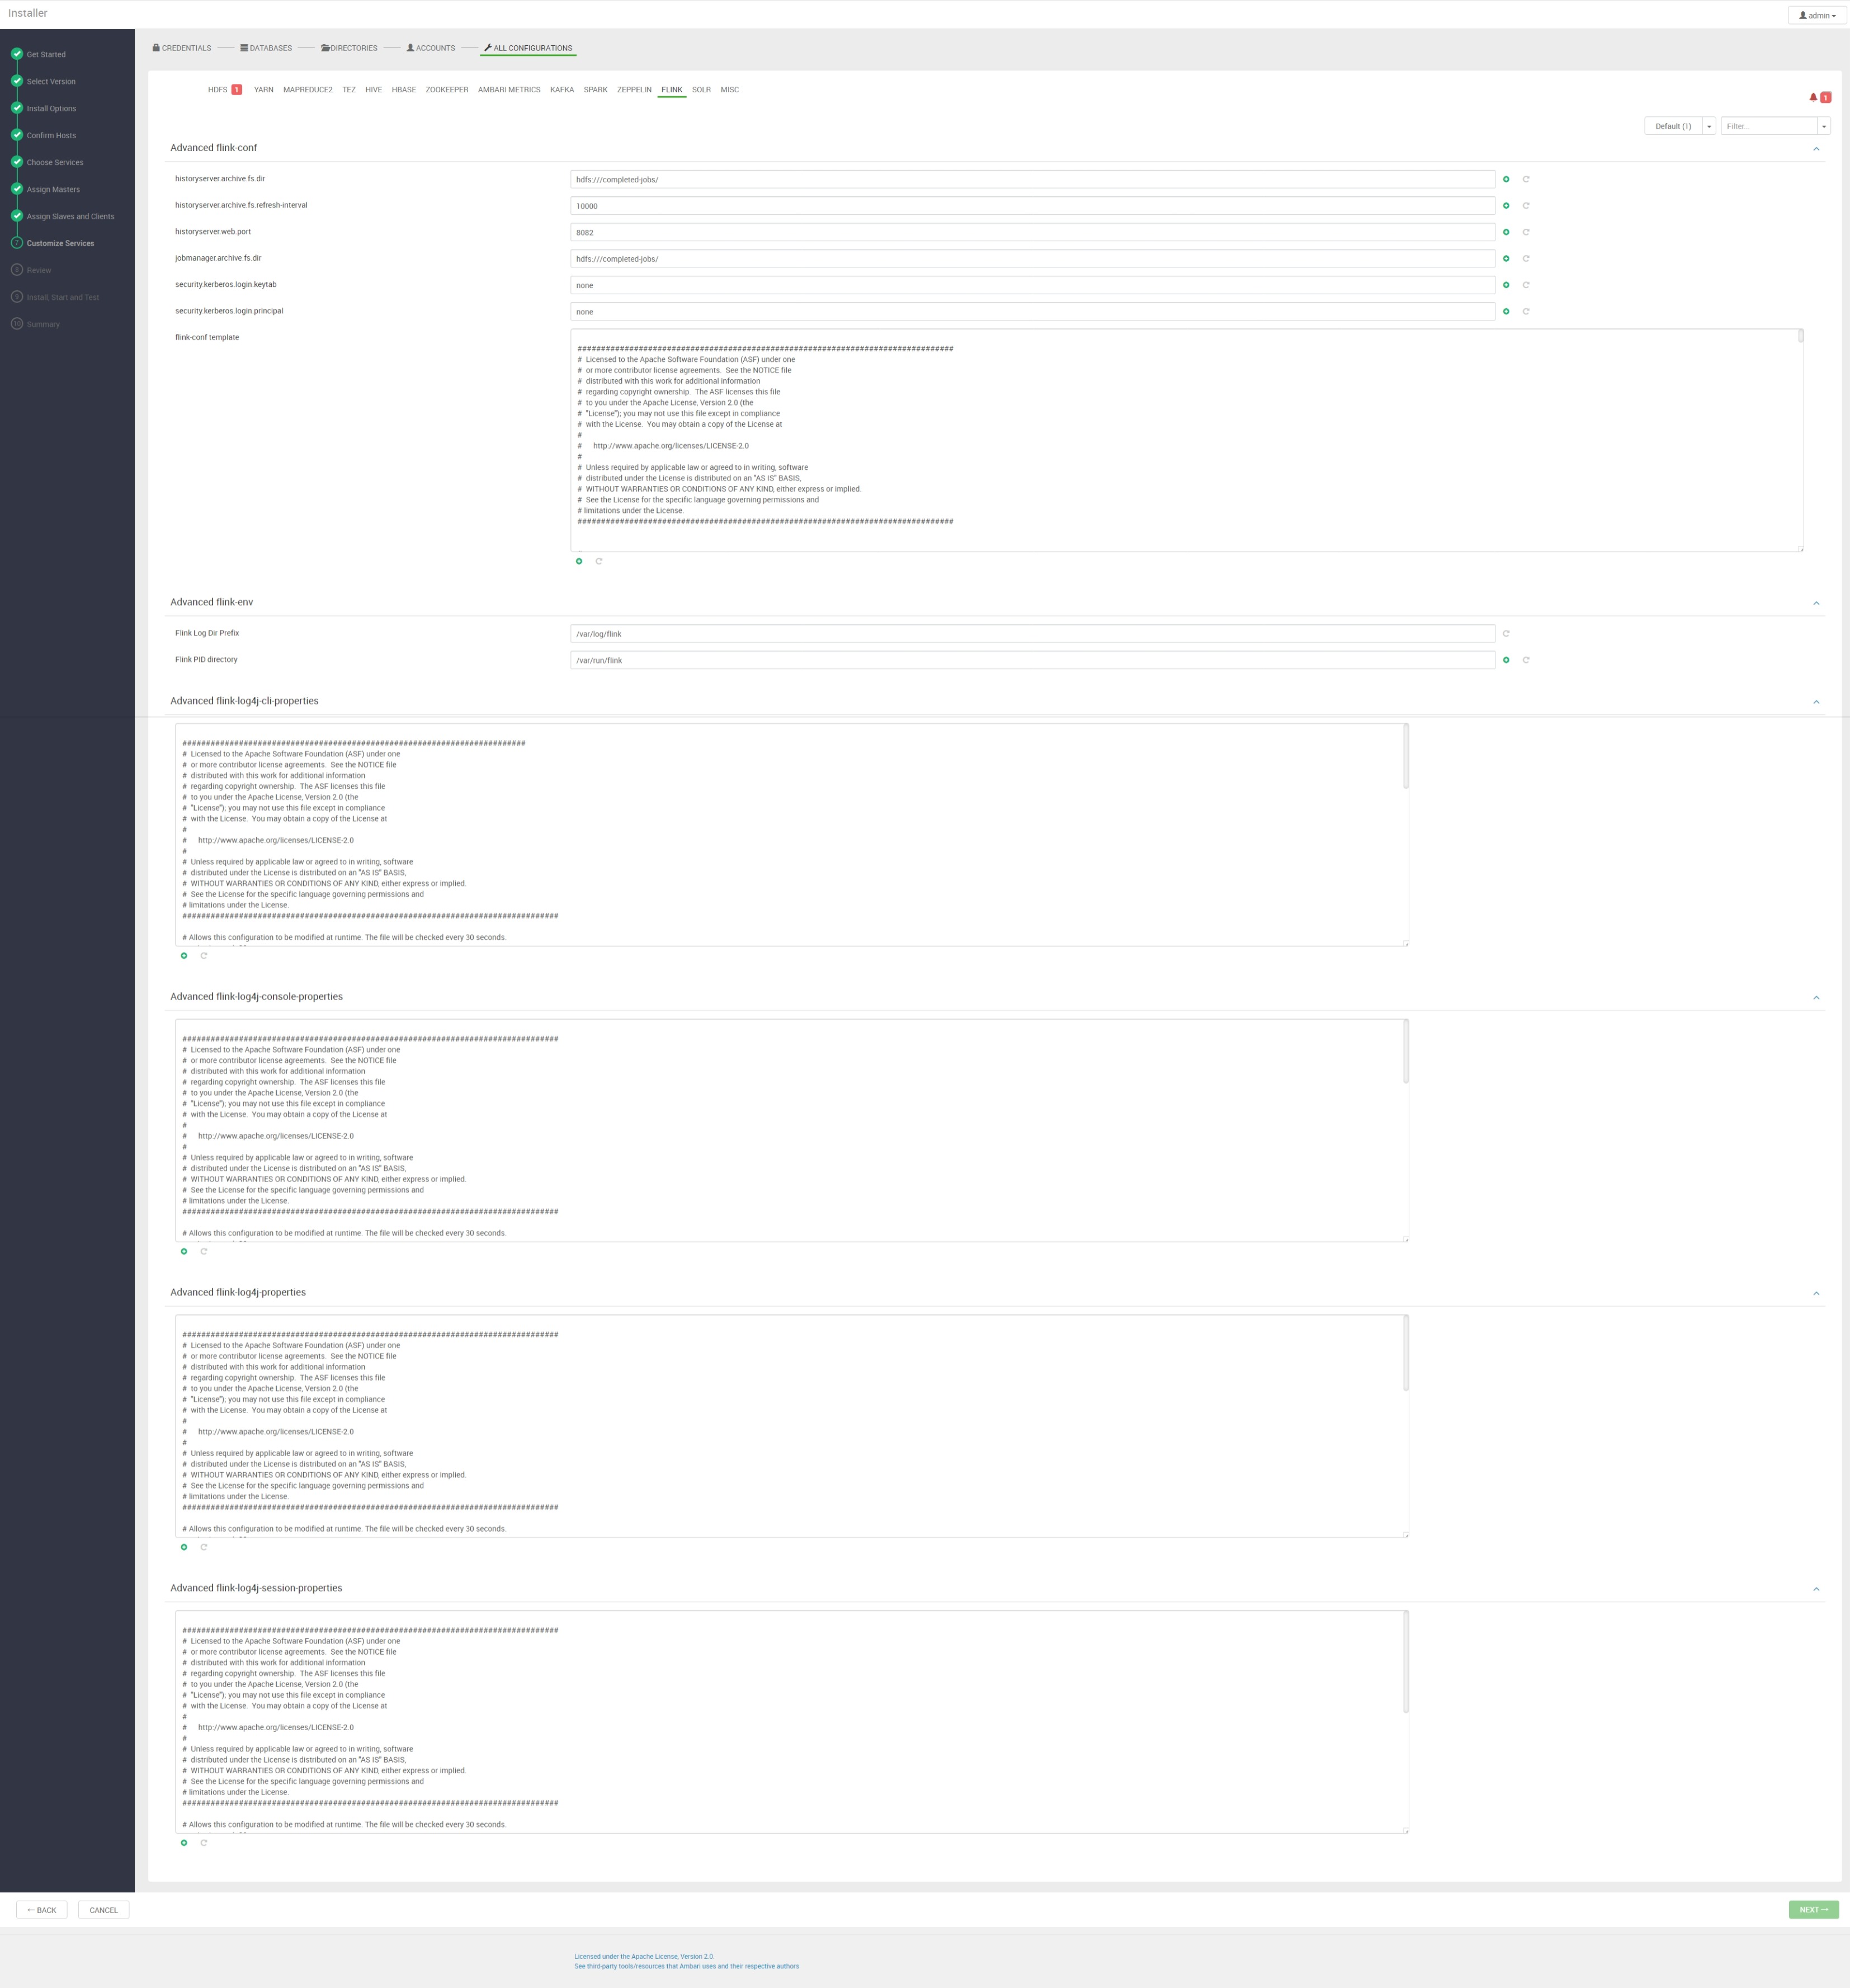 Installer
admin
Get Started
Select Version
Install Options
Confirm Hosts
Choose Services
Assign Masters
Assign Slaves and Clients
7 Customize Services
8 Review
9 Install, Start and Test
10 Summary
CREDENTIALS DATABASES DIRECTORIES ACCOUNTS ALL CONFIGURATIONS
HDFS 1 YARN MAPREDUCE2 TEZ HIVE HBASE ZOOKEEPER AMBARI METRICS KAFKA SPARK ZEPPELIN FLINK SOLR MISC
1
Default (1) Filter...
Advanced flink-conf
historyserver.archive.fs.dir hdfs:///completed-jobs/
historyserver.archive.fs.refresh-interval 10000
historyserver.web.port 8082
jobmanager.archive.fs.dir hdfs:///completed-jobs/
security.kerberos.login.keytab none
security.kerberos.login.principal none
flink-conf template
################################################################################
# Licensed to the Apache Software Foundation (ASF) under one
# or more contributor license agreements. See the NOTICE file
# distributed with this work for additional information
# regarding copyright ownership. The ASF licenses this file
# to you under the Apache License, Version 2.0 (the
# "License"); you may not use this file except in compliance
# with the License. You may obtain a copy of the License at
#
# http://www.apache.org/licenses/LICENSE-2.0
#
# Unless required by applicable law or agreed to in writing, software
# distributed under the License is distributed on an "AS IS" BASIS,
# WITHOUT WARRANTIES OR CONDITIONS OF ANY KIND, either express or implied.
# See the License for the specific language governing permissions and
# limitations under the License.
################################################################################
Advanced flink-env
Flink Log Dir Prefix /var/log/flink
Flink PID directory /var/run/flink
Advanced flink-log4j-cli-properties
#########################################################################
# Licensed to the Apache Software Foundation (ASF) under one
# or more contributor license agreements. See the NOTICE file
# distributed with this work for additional information
# regarding copyright ownership. The ASF licenses this file
# to you under the Apache License, Version 2.0 (the
# "License"); you may not use this file except in compliance
# with the License. You may obtain a copy of the License at
#
# http://www.apache.org/licenses/LICENSE-2.0
#
# Unless required by applicable law or agreed to in writing, software
# distributed under the License is distributed on an "AS IS" BASIS,
# WITHOUT WARRANTIES OR CONDITIONS OF ANY KIND, either express or implied.
# See the License for the specific language governing permissions and
# limitations under the License.
################################################################################
# Allows this configuration to be modified at runtime. The file will be checked every 30 seconds.
Advanced flink-log4j-console-properties
################################################################################
# Licensed to the Apache Software Foundation (ASF) under one
# or more contributor license agreements. See the NOTICE file
# distributed with this work for additional information
# regarding copyright ownership. The ASF licenses this file
# to you under the Apache License, Version 2.0 (the
# "License"); you may not use this file except in compliance
# with the License. You may obtain a copy of the License at
#
# http://www.apache.org/licenses/LICENSE-2.0
#
# Unless required by applicable law or agreed to in writing, software
# distributed under the License is distributed on an "AS IS" BASIS,
# WITHOUT WARRANTIES OR CONDITIONS OF ANY KIND, either express or implied.
# See the License for the specific language governing permissions and
# limitations under the License.
################################################################################
# Allows this configuration to be modified at runtime. The file will be checked every 30 seconds.
Advanced flink-log4j-properties
################################################################################
# Licensed to the Apache Software Foundation (ASF) under one
# or more contributor license agreements. See the NOTICE file
# distributed with this work for additional information
# regarding copyright ownership. The ASF licenses this file
# to you under the Apache License, Version 2.0 (the
# "License"); you may not use this file except in compliance
# with the License. You may obtain a copy of the License at
#
# http://www.apache.org/licenses/LICENSE-2.0
#
# Unless required by applicable law or agreed to in writing, software
# distributed under the License is distributed on an "AS IS" BASIS,
# WITHOUT WARRANTIES OR CONDITIONS OF ANY KIND, either express or implied.
# See the License for the specific language governing permissions and
# limitations under the License.
################################################################################
# Allows this configuration to be modified at runtime. The file will be checked every 30 seconds.
Advanced flink-log4j-session-properties
################################################################################
# Licensed to the Apache Software Foundation (ASF) under one
# or more contributor license agreements. See the NOTICE file
# distributed with this work for additional information
# regarding copyright ownership. The ASF licenses this file
# to you under the Apache License, Version 2.0 (the
# "License"); you may not use this file except in compliance
# with the License. You may obtain a copy of the License at
#
# http://www.apache.org/licenses/LICENSE-2.0
#
# Unless required by applicable law or agreed to in writing, software
# distributed under the License is distributed on an "AS IS" BASIS,
# WITHOUT WARRANTIES OR CONDITIONS OF ANY KIND, either express or implied.
# See the License for the specific language governing permissions and
# limitations under the License.
################################################################################
# Allows this configuration to be modified at runtime. The file will be checked every 30 seconds.
← BACK CANCEL NEXT →
Licensed under the Apache License, Version 2.0.
See third-party tools/resources that Ambari uses and their respective authors